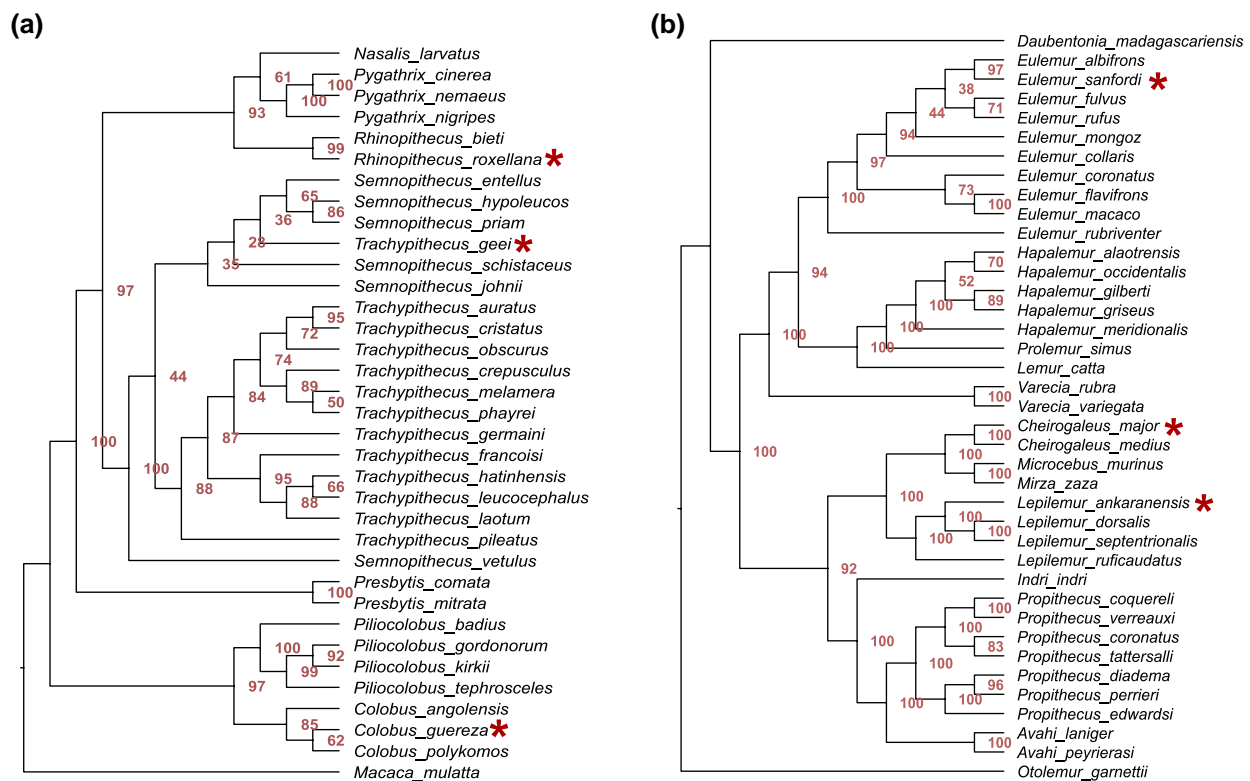 (a)
Nasalis_larvatus
61
Pygathrix_cinerea
100
Pygathrix_nemaeus
100
93
Pygathrix_nigripes
Rhinopithecus_bieti
99
Rhinopithecus_roxellana *
Semnopithecus_entellus
65
Semnopithecus_hypoleucos
86
36
Semnopithecus_priam
28
Trachypithecus_geei *
35
Semnopithecus_schistaceus
97
Semnopithecus_johnii
Trachypithecus_auratus
95
Trachypithecus_cristatus
72
Trachypithecus_obscurus
74
Trachypithecus_crepusculus
44
89
Trachypithecus_melamera
84
50
Trachypithecus_phayrei
87
Trachypithecus_germaini
100
Trachypithecus_francoisi
100
95
Trachypithecus_hatinhensis
88
66
Trachypithecus_leucocephalus
88
Trachypithecus_laotum
Trachypithecus_pileatus
Semnopithecus_vetulus
Presbytis_comata
100
Presbytis_mitrata
Piliocolobus_badius
100
Piliocolobus_gordonorum
92
Piliocolobus_kirkii
99
97
Piliocolobus_tephrosceles
Colobus_angolensis
85
Colobus_guereza *
62
Colobus_polykomos
Macaca_mulatta
(b)
Daubentonia_madagascariensis
Eulemur_albifrons
97
Eulemur_sanfordi *
38
Eulemur_fulvus
44
71
Eulemur_rufus
94
Eulemur_mongoz
97
Eulemur_collaris
Eulemur_coronatus
73
Eulemur_flavifrons
100
100
Eulemur_macaco
Eulemur_rubriventer
Hapalemur_alaotrensis
70
94
Hapalemur_occidentalis
52
Hapalemur_gilberti
89
100
Hapalemur_griseus
100
100
Hapalemur_meridionalis
100
Prolemur_simus
Lemur_catta
Varecia_rubra
100
Varecia_variegata
Cheirogaleus_major *
100
100
Cheirogaleus_medius
100
Microcebus_murinus
100
Mirza_zaza
100
Lepilemur_ankaranensis *
100
Lepilemur_dorsalis
100
100
Lepilemur_septentrionalis
92
Lepilemur_ruficaudatus
Indri_indri
Propithecus_coquereli
100
Propithecus_verreauxi
100
100
Propithecus_coronatus
83
Propithecus_tattersalli
100
Propithecus_diadema
96
100
100
Propithecus_perrieri
Propithecus_edwardsi
Avahi_laniger
100
Avahi_peyrierasi
Otolemur_garnettii